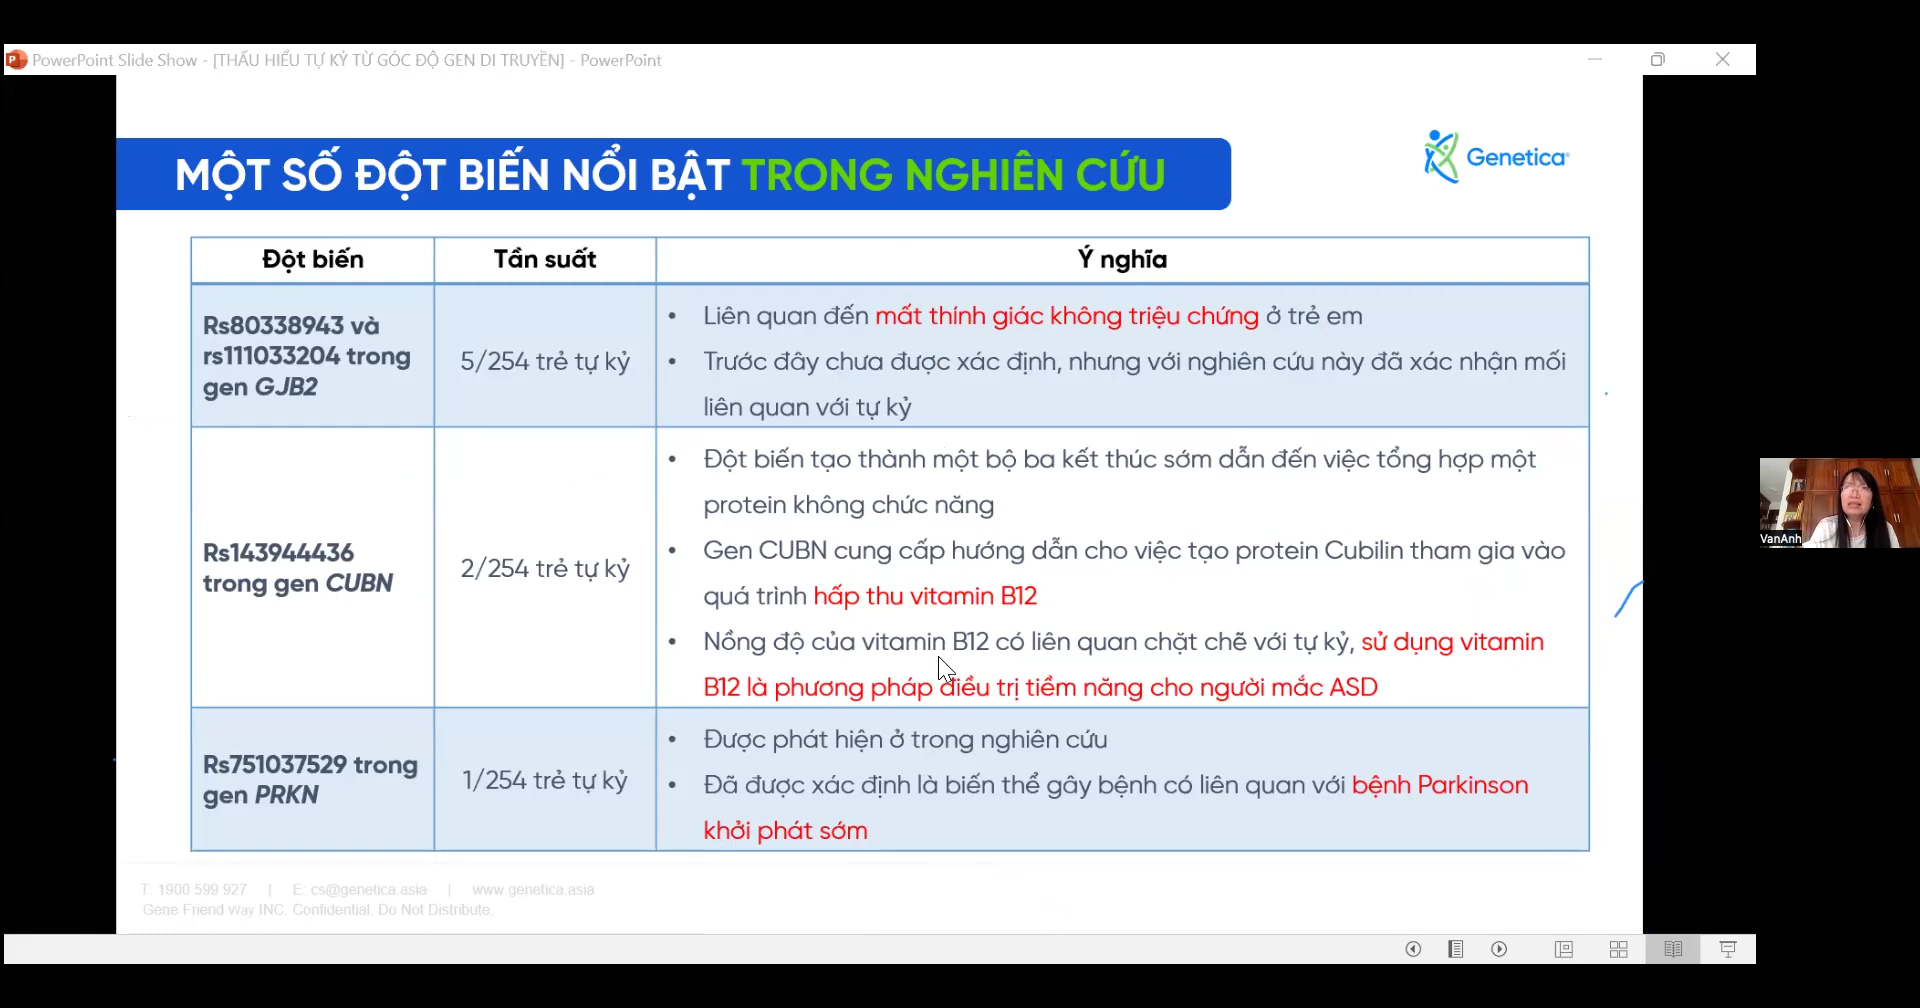 PowerPoint Slide Show - [THẤU HIỂU TỰ KỶ TỪ GÓC ĐỘ GEN DI TRUYỀN] - PowerPoint
MỘT SỐ ĐỘT BIẾN NỔI BẬT TRONG NGHIÊN CỨU
Genetica
Đột biến
Tần suất
Ý nghĩa
Rs80338943 và
rs111033204 trong
gen GJB2
5/254 trẻ tự kỷ
• Liên quan đến mất thính giác không triệu chứng ở trẻ em
• Trước đây chưa được xác định, nhưng với nghiên cứu này đã xác nhận mối
liên quan với tự kỷ
Rs143944436
trong gen CUBN
2/254 trẻ tự kỷ
• Đột biến tạo thành một bộ ba kết thúc sớm dẫn đến việc tổng hợp một
protein không chức năng
• Gen CUBN cung cấp hướng dẫn cho việc tạo protein Cubilin tham gia vào
quá trình hấp thu vitamin B12
• Nồng độ của vitamin B12 có liên quan chặt chẽ với tự kỷ, sử dụng vitamin
B12 là phương pháp điều trị tiềm năng cho người mắc ASD
Rs751037529 trong
gen PRKN
1/254 trẻ tự kỷ
• Được phát hiện ở trong nghiên cứu
• Đã được xác định là biến thể gây bệnh có liên quan với bệnh Parkinson
khởi phát sớm
T: 1900 599 927 | E: cs@genetica.asia | www.genetica.asia
Gene Friend Way INC. Confidential. Do Not Distribute.
VanAnh